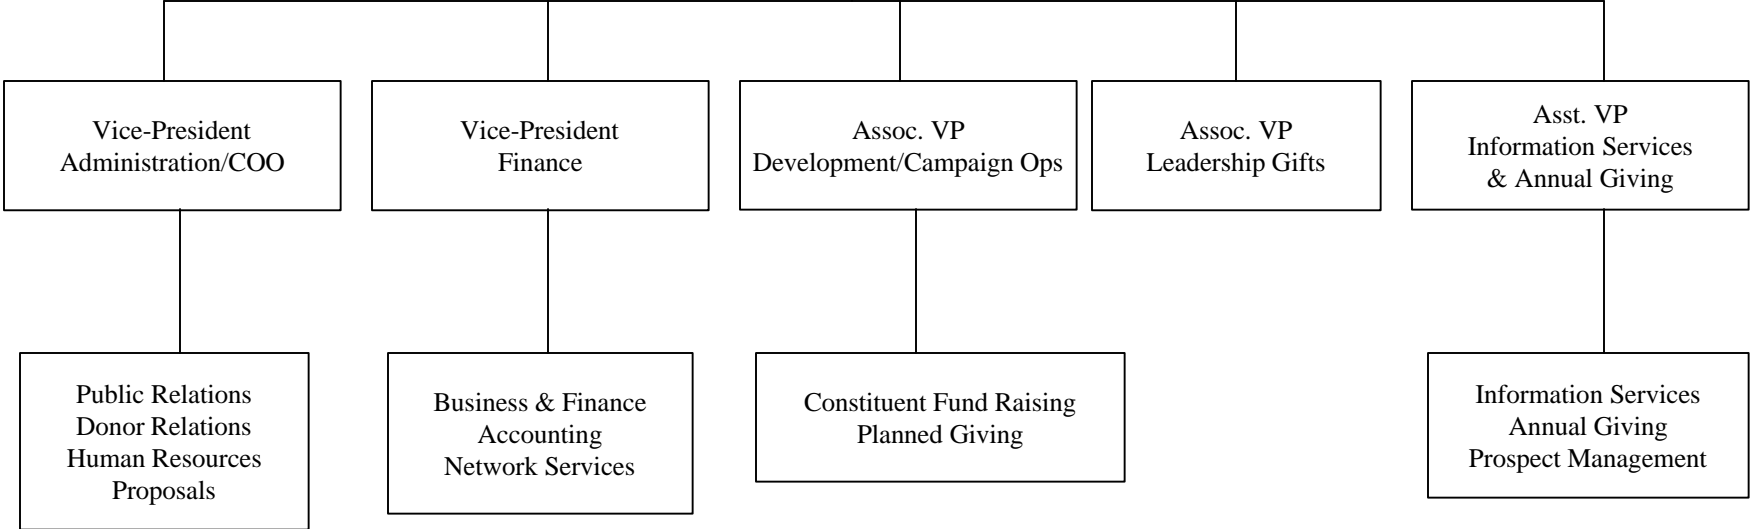 Vice-President
Administration/COO
Vice-President
Finance
Assoc. VP
Development/Campaign Ops
Assoc. VP
Leadership Gifts
Asst. VP
Information Services
& Annual Giving
Public Relations
Donor Relations
Human Resources
Proposals
Business & Finance
Accounting
Network Services
Constituent Fund Raising
Planned Giving
Information Services
Annual Giving
Prospect Management